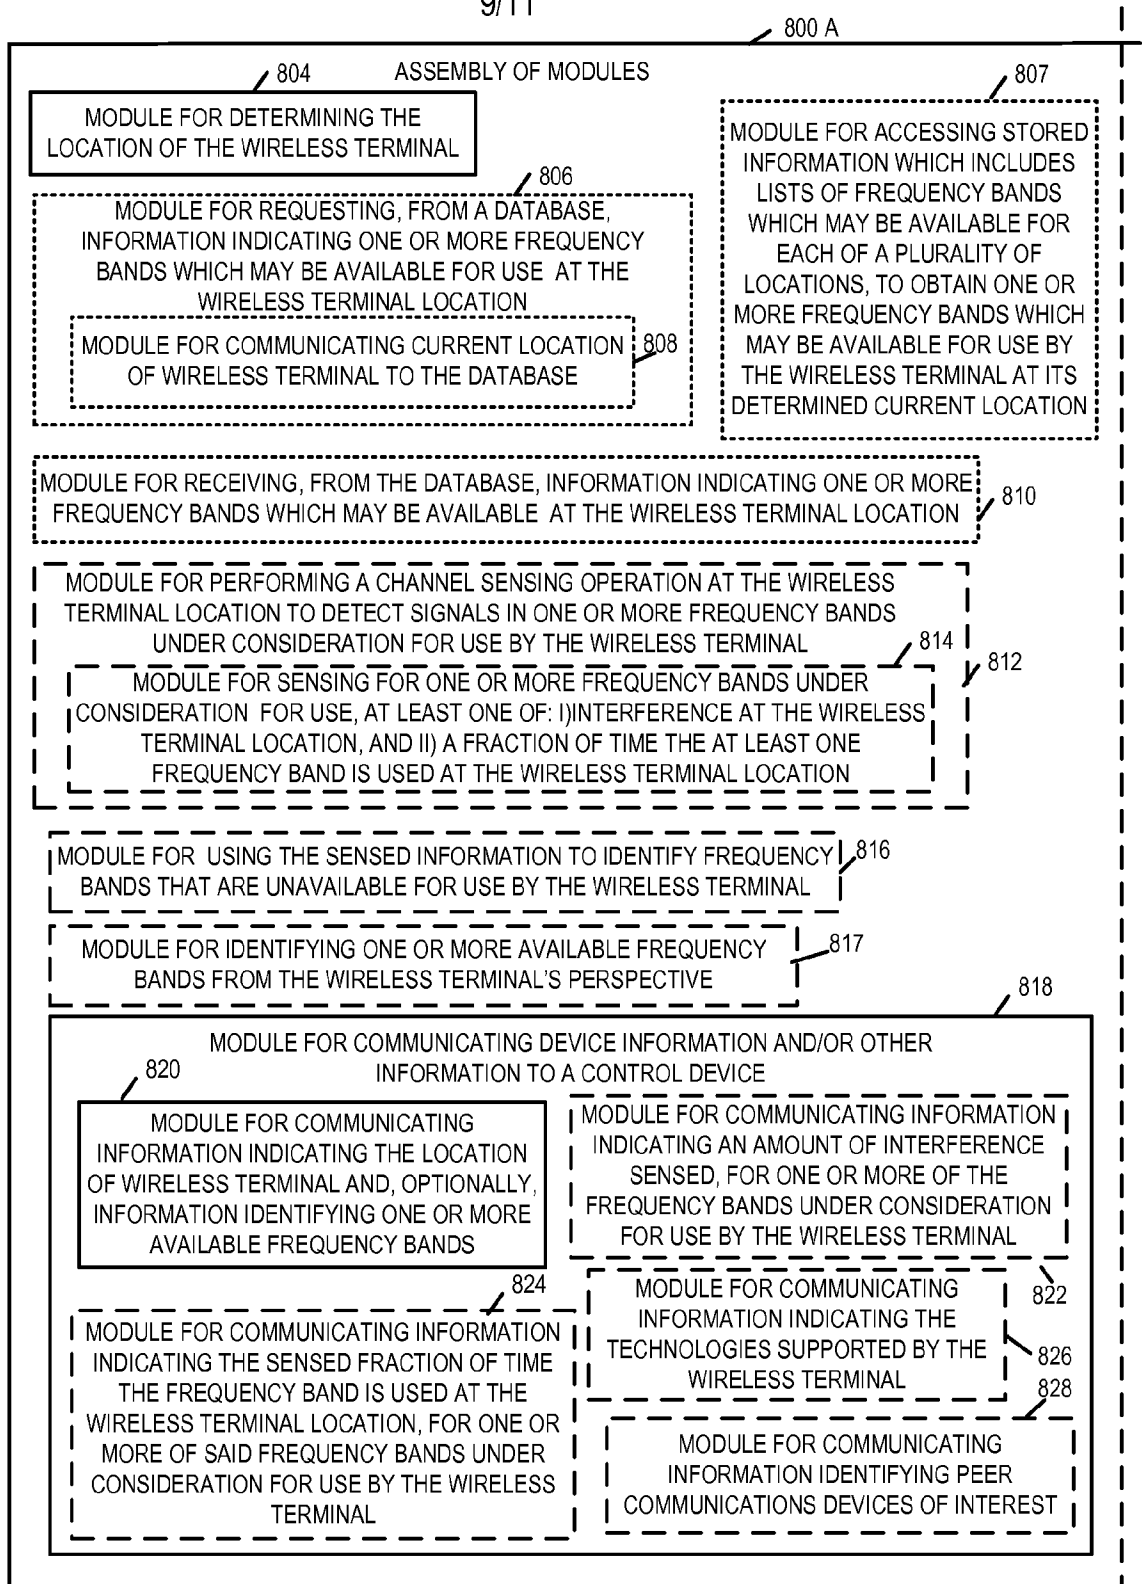 9/11
800 A
ASSEMBLY OF MODULES
804
MODULE FOR DETERMINING THE
LOCATION OF THE WIRELESS TERMINAL
807
MODULE FOR ACCESSING STORED
INFORMATION WHICH INCLUDES
LISTS OF FREQUENCY BANDS
WHICH MAY BE AVAILABLE FOR
EACH OF A PLURALITY OF
LOCATIONS, TO OBTAIN ONE OR
MORE FREQUENCY BANDS WHICH
MAY BE AVAILABLE FOR USE BY
THE WIRELESS TERMINAL AT ITS
DETERMINED CURRENT LOCATION
806
MODULE FOR REQUESTING, FROM A DATABASE,
INFORMATION INDICATING ONE OR MORE FREQUENCY
BANDS WHICH MAY BE AVAILABLE FOR USE AT THE
WIRELESS TERMINAL LOCATION
MODULE FOR COMMUNICATING CURRENT LOCATION
OF WIRELESS TERMINAL TO THE DATABASE
808
MODULE FOR RECEIVING, FROM THE DATABASE, INFORMATION INDICATING ONE OR MORE
FREQUENCY BANDS WHICH MAY BE AVAILABLE AT THE WIRELESS TERMINAL LOCATION
810
MODULE FOR PERFORMING A CHANNEL SENSING OPERATION AT THE WIRELESS
TERMINAL LOCATION TO DETECT SIGNALS IN ONE OR MORE FREQUENCY BANDS
UNDER CONSIDERATION FOR USE BY THE WIRELESS TERMINAL
814
812
MODULE FOR SENSING FOR ONE OR MORE FREQUENCY BANDS UNDER
CONSIDERATION FOR USE, AT LEAST ONE OF: I)INTERFERENCE AT THE WIRELESS
TERMINAL LOCATION, AND II) A FRACTION OF TIME THE AT LEAST ONE
FREQUENCY BAND IS USED AT THE WIRELESS TERMINAL LOCATION
MODULE FOR USING THE SENSED INFORMATION TO IDENTIFY FREQUENCY
BANDS THAT ARE UNAVAILABLE FOR USE BY THE WIRELESS TERMINAL
816
MODULE FOR IDENTIFYING ONE OR MORE AVAILABLE FREQUENCY
BANDS FROM THE WIRELESS TERMINAL'S PERSPECTIVE
817
818
MODULE FOR COMMUNICATING DEVICE INFORMATION AND/OR OTHER
INFORMATION TO A CONTROL DEVICE
820
MODULE FOR COMMUNICATING
INFORMATION INDICATING THE LOCATION
OF WIRELESS TERMINAL AND, OPTIONALLY,
INFORMATION IDENTIFYING ONE OR MORE
AVAILABLE FREQUENCY BANDS
MODULE FOR COMMUNICATING INFORMATION
INDICATING AN AMOUNT OF INTERFERENCE
SENSED, FOR ONE OR MORE OF THE
FREQUENCY BANDS UNDER CONSIDERATION
FOR USE BY THE WIRELESS TERMINAL
822
824
MODULE FOR COMMUNICATING INFORMATION
INDICATING THE SENSED FRACTION OF TIME
THE FREQUENCY BAND IS USED AT THE
WIRELESS TERMINAL LOCATION, FOR ONE OR
MORE OF SAID FREQUENCY BANDS UNDER
CONSIDERATION FOR USE BY THE WIRELESS
TERMINAL
MODULE FOR COMMUNICATING
INFORMATION INDICATING THE
TECHNOLOGIES SUPPORTED BY THE
WIRELESS TERMINAL
826
828
MODULE FOR COMMUNICATING
INFORMATION IDENTIFYING PEER
COMMUNICATIONS DEVICES OF INTEREST